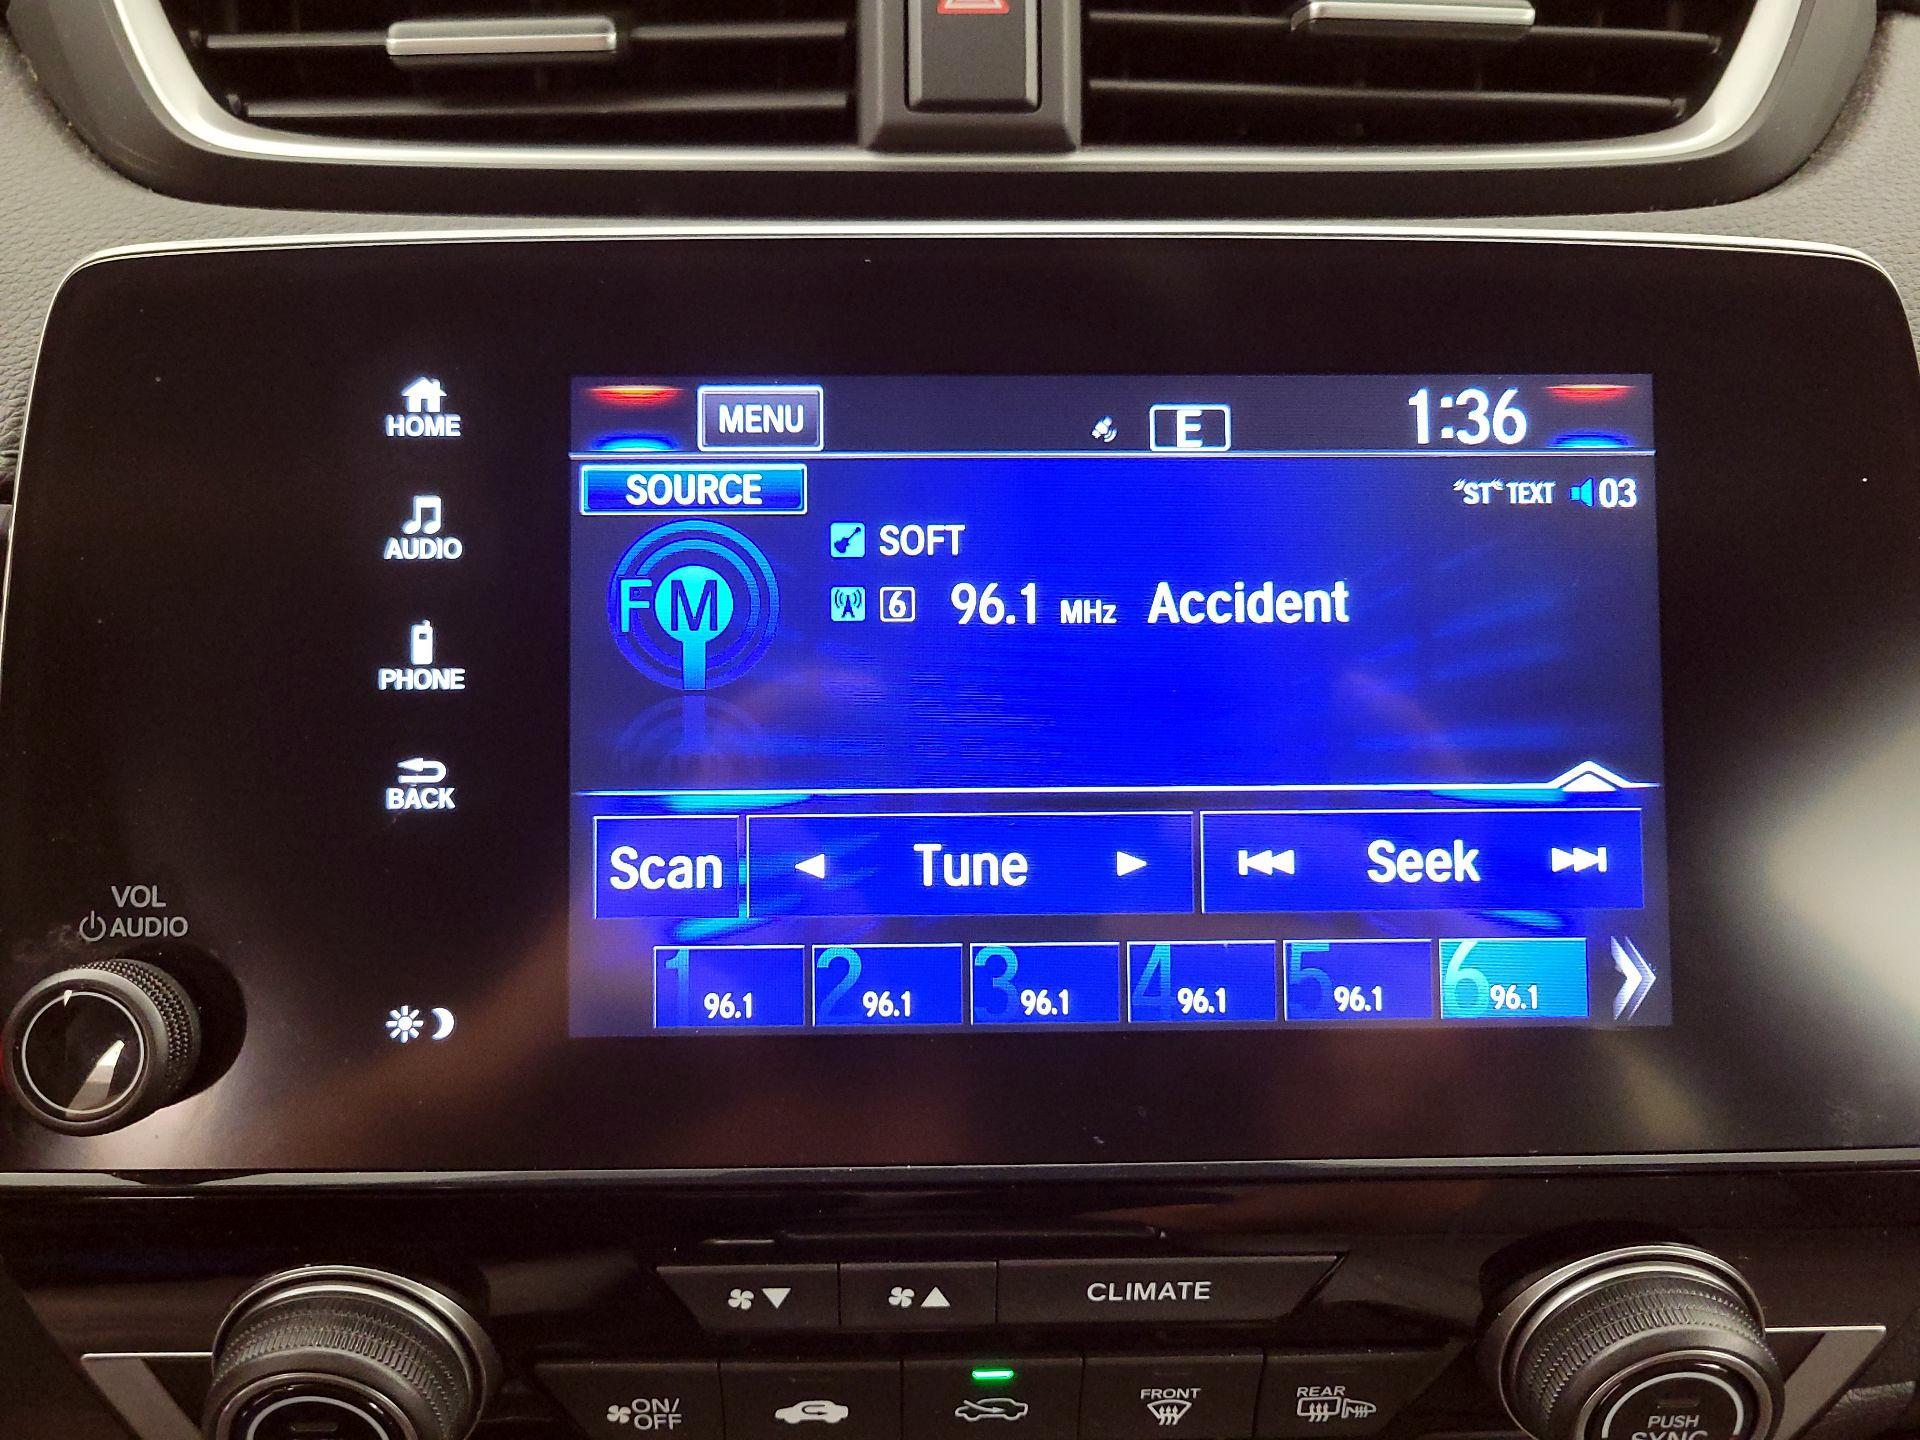 MENU E 1:36
HOME
SOURCE "ST" TEXT 03
SOFT
AUDIO
FM 6 96.1 MHz Accident
PHONE
BACK
Scan Tune Seek
VOL
AUDIO
1 96.1 2 96.1 3 96.1 4 96.1 5 96.1 6 96.1
CLIMATE
ON/
OFF
FRONT
REAR
PUSH
SYNC